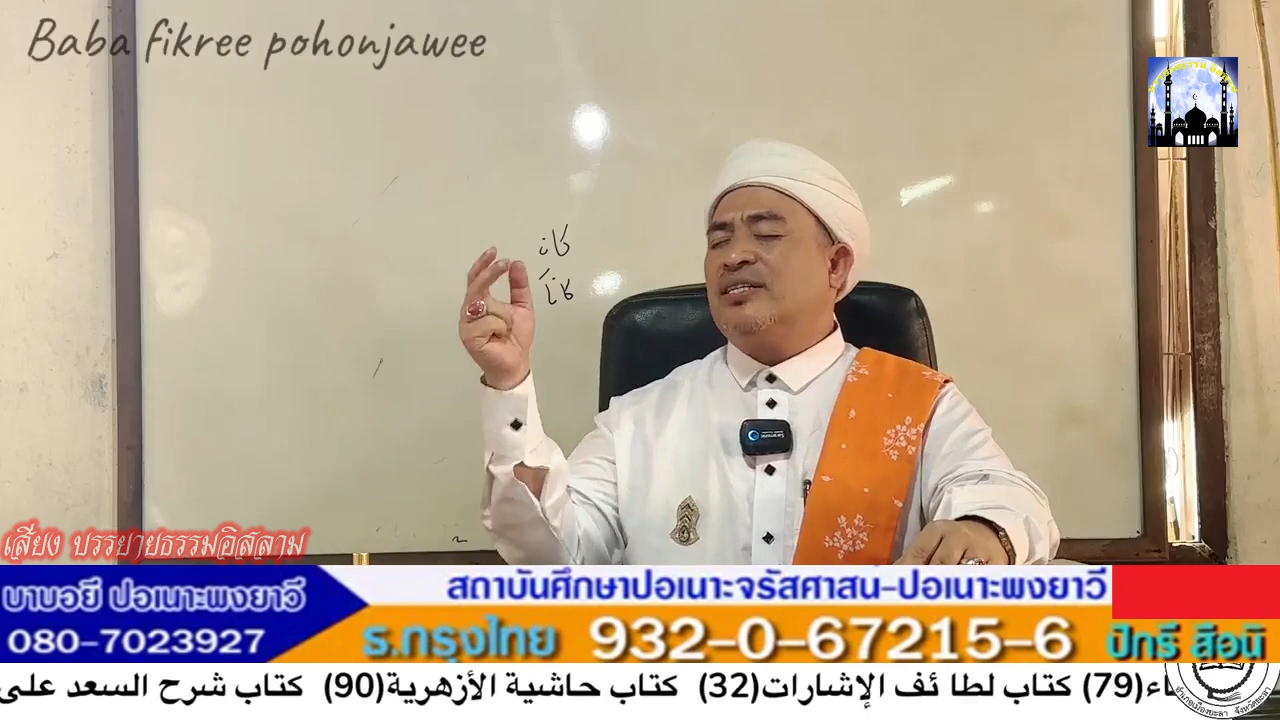 Baba fikree pohonjawee
كان
كان
เสียง บรรยายธรรมอิสลาม
บาบอยี ปอเนาะพงยาวี
080-7023927
สถาบันศึกษาปอเนาะจรัสศาสน-ปอเนาะพงยาวี
ธ.กรุงไทย 932-0-67215-6 ปักรี สือนิ
اء(79) كتاب لطا ئف الإشارات(32) كتاب حاشية الأزهرية(90) كتاب شرح السعد على